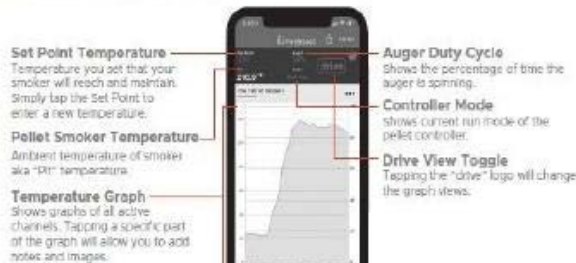 Set Point Temperature
Temperature you set that your
smoker will reach and maintain.
Simply tap the Set Point to
enter a new temperature.
Pellet Smoker Temperature
Ambient temperature of smoker
aka "Pit" temperature.
Temperature Graph
Shows graphs of all active
channels. Tapping a specific part
of the graph will allow you to add
notes and images.
Auger Duty Cycle
Shows the percentage of time the
auger is spinning.
Controller Mode
Shows current run mode of the
pellet controller.
Drive View Toggle
Tapping the "drive" logo will change
the graph views.